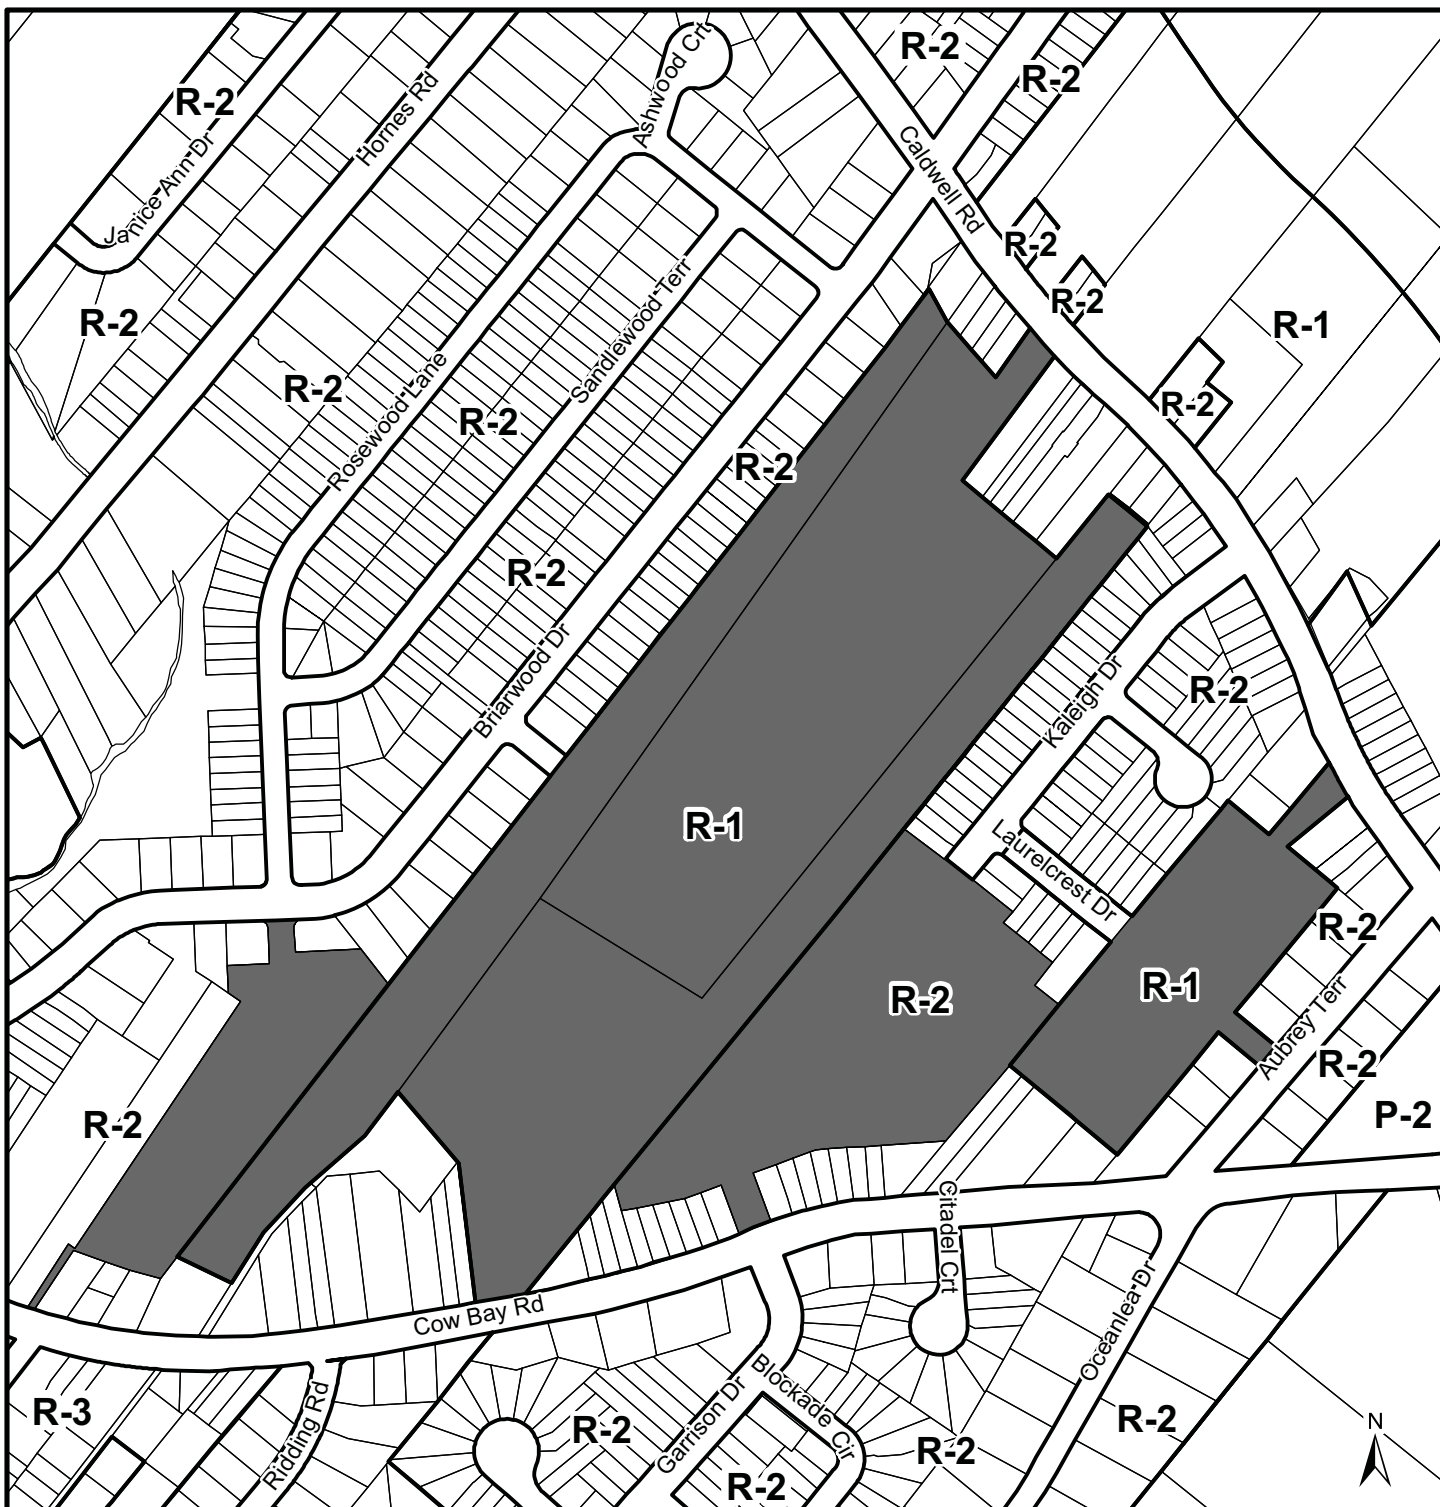 R-2
Ashwood Crt
R-2
R-2
Hornes Rd
Janice Ann Dr
Caldwell Rd
R-2
R-2
R-2
R-1
Sandlewood Terr
R-2
Rosewood Lane
R-2
R-2
R-2
R-2
Briarwood Dr
Kaleigh Dr
R-2
R-1
Laurelcrest Dr
R-2
R-1
R-2
Aubrey Terr
R-2
P-2
R-2
Citadel Crt
Cow Bay Rd
Oceanlea Dr
Blockade Cir
R-3
Ridding Rd
R-2
Garrison Dr
R-2
R-2
R-2
N